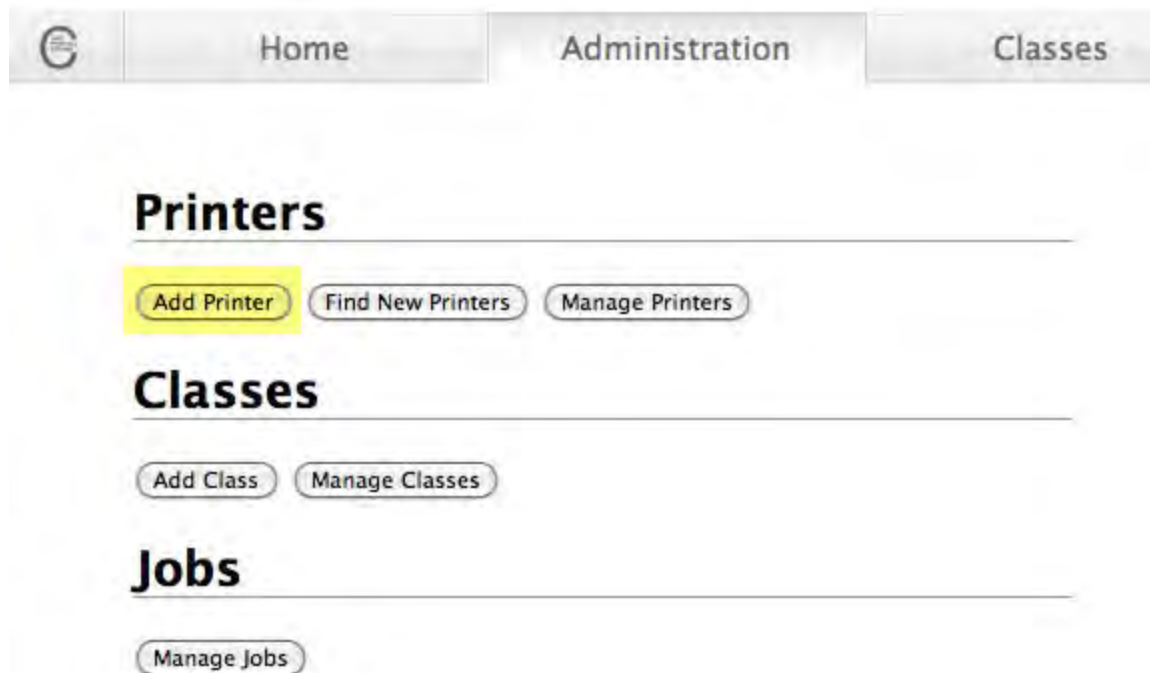 Home Administration Classes
Printers
Add Printer Find New Printers Manage Printers
Classes
Add Class Manage Classes
Jobs
Manage Jobs